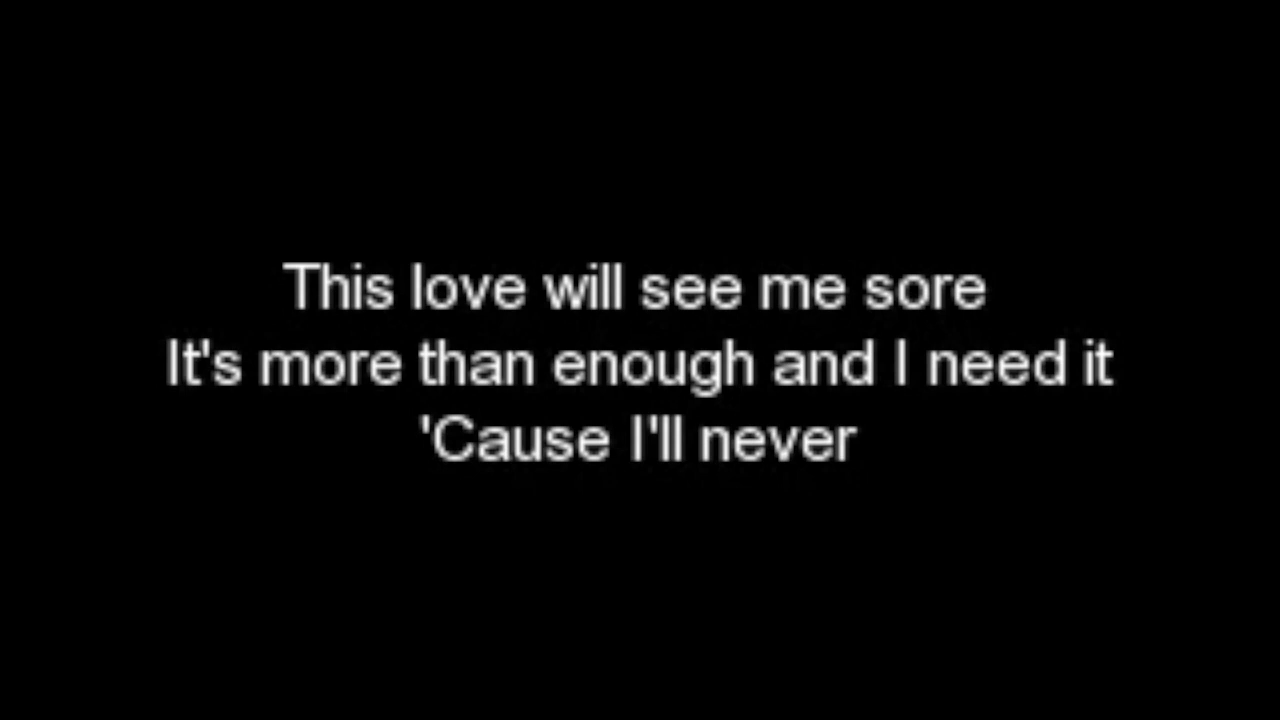 This love will see me sore
It's more than enough and I need it
'Cause I'll never